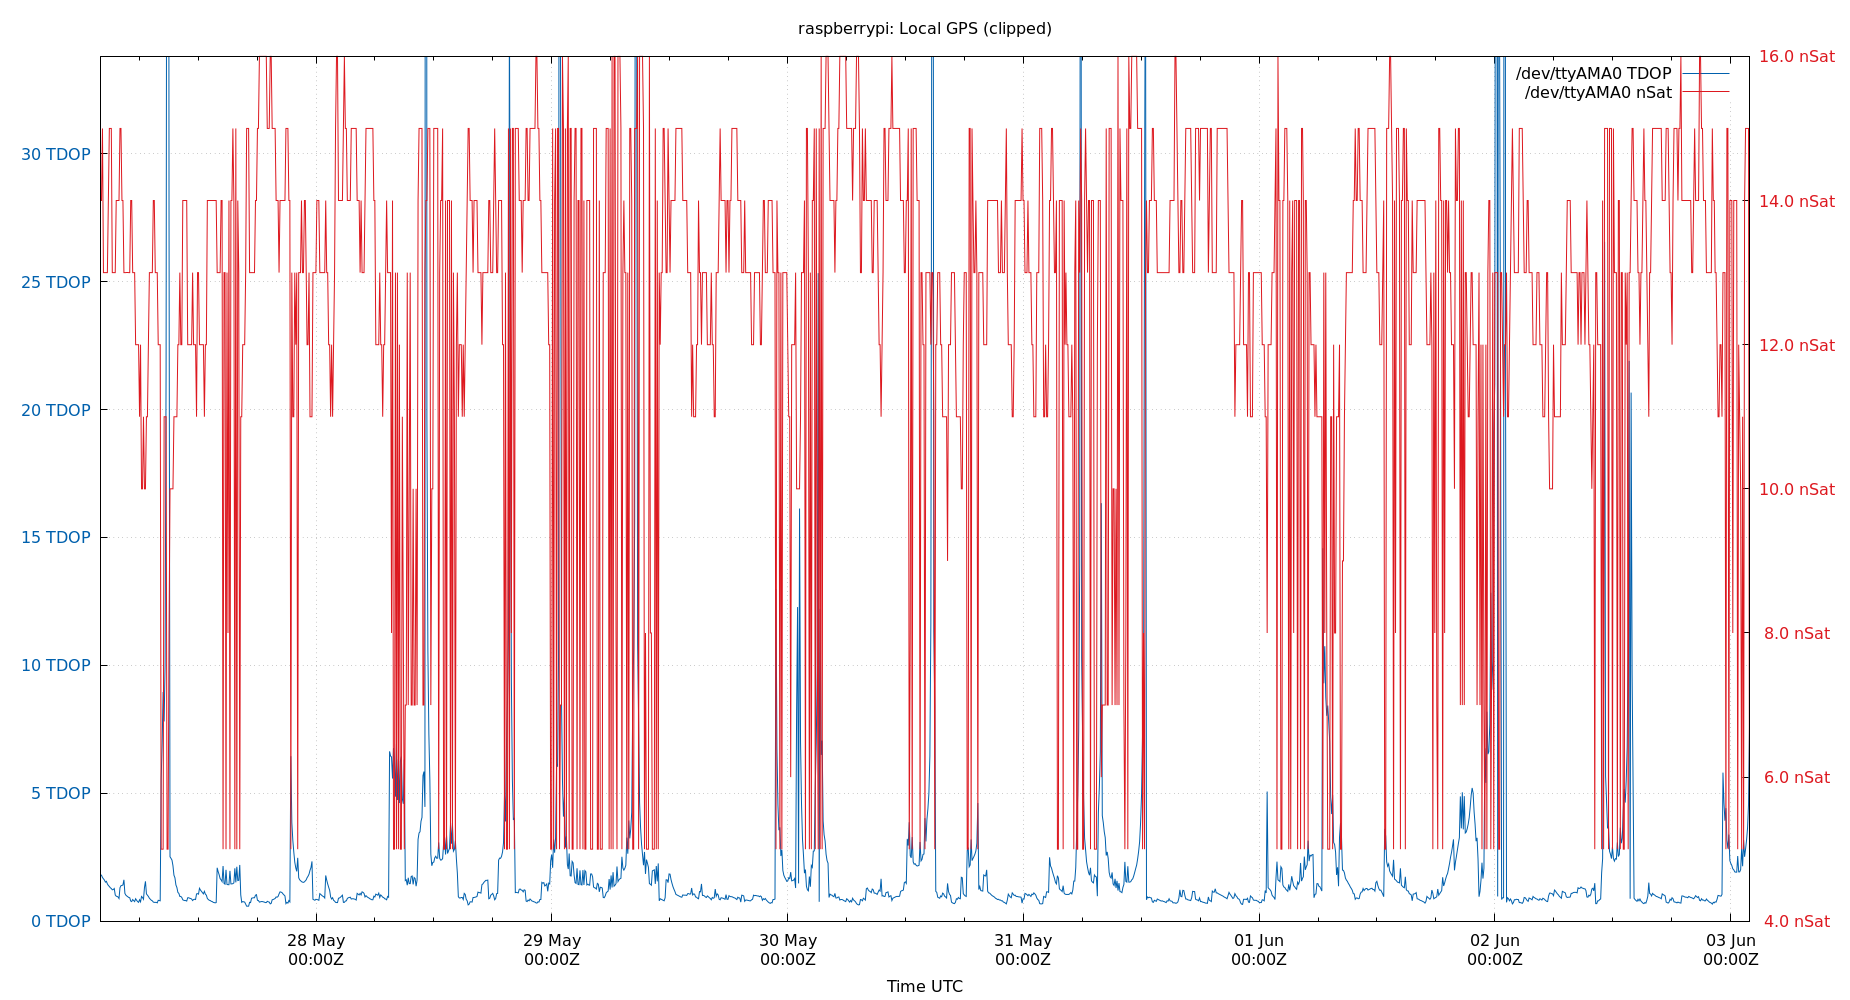 raspberrypi: Local GPS (clipped)
16.0 nSat
/dev/ttyAMA0 TDOP
/dev/ttyAMA0 nSat
30 TDOP
14.0 nSat
25 TDOP
12.0 nSat
20 TDOP
10.0 nSat
15 TDOP
8.0 nSat
10 TDOP
6.0 nSat
5 TDOP
4.0 nSat
0 TDOP
28 May 29 May 30 May 31 May 01 Jun 02 Jun 03 Jun
00:00Z 00:00Z 00:00Z 00:00Z 00:00Z 00:00Z 00:00Z
Time UTC